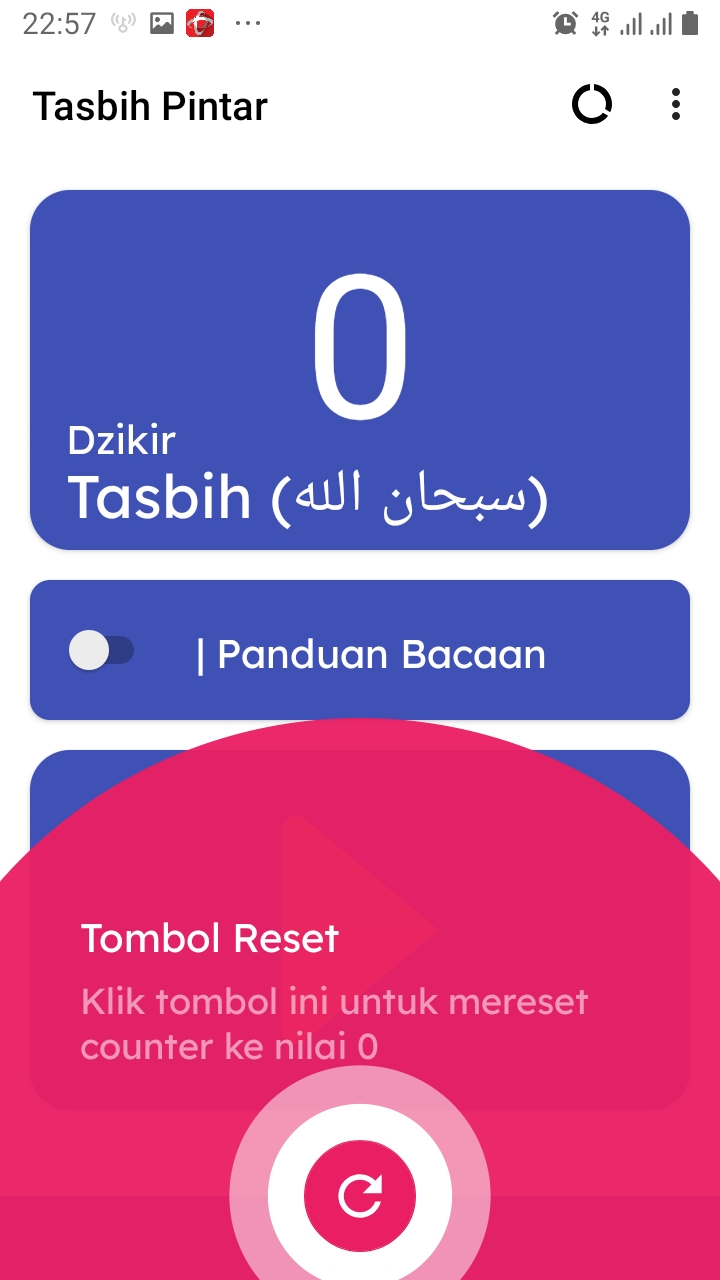 22:57
4G
Tasbih Pintar
0
Dzikir
Tasbih (سبحان الله)
| Panduan Bacaan
Tombol Reset
Klik tombol ini untuk mereset
counter ke nilai 0